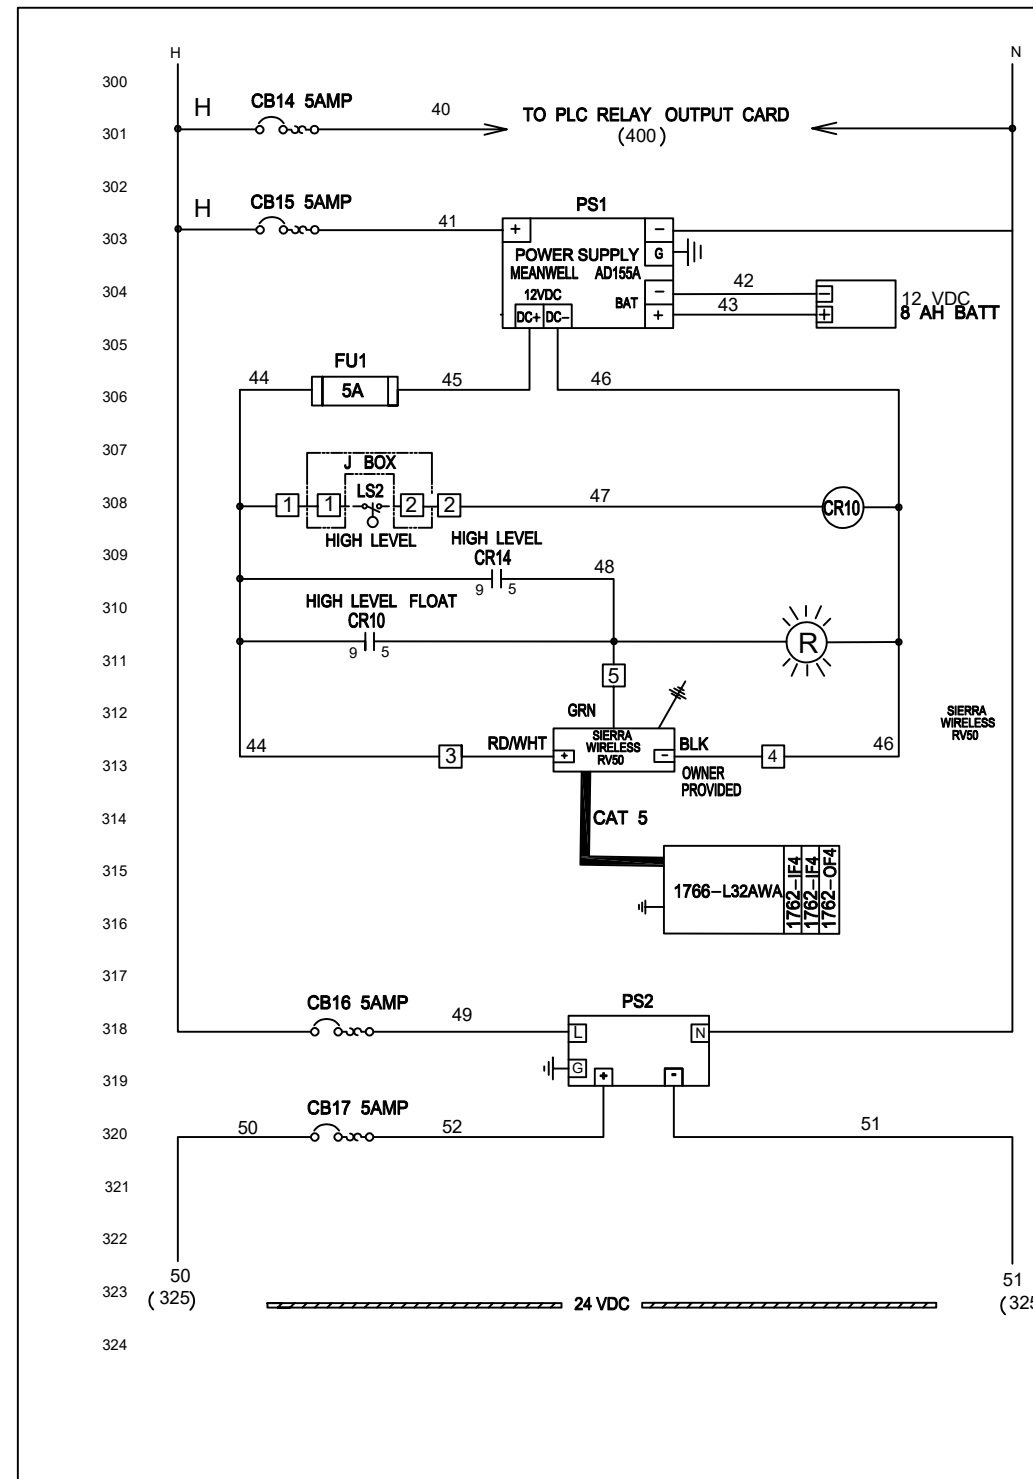 H
N
300
CB14 5AMP
H
40
TO PLC RELAY OUTPUT CARD
(400)
301
302
CB15 5AMP
H
41
PS1
303
+
−
G
POWER SUPPLY
MEANWELL AD155A
12VDC
DC+ DC−
BAT
−
+
304
42
43
−
+
12 VDC
8 AH BATT
305
FU1
44
5A
45
46
306
307
J BOX
LS2
308
1
1
2
2
47
CR10
HIGH LEVEL
309
HIGH LEVEL
CR14
9 5
48
310
HIGH LEVEL FLOAT
CR10
9 5
R
311
5
312
GRN
SIERRA
WIRELESS
RV50
44
3
RD/WHT
+
SIERRA
WIRELESS
RV50
−
BLK
4
46
313
OWNER
PROVIDED
314
CAT 5
315
1766−L32AWA
1762−IF4
1762−IF4
1762−OF4
316
317
CB16 5AMP
49
PS2
318
L
N
G
+
-
319
CB17 5AMP
320
50
52
51
321
322
50
(325)
51
(325
323
24 VDC
324